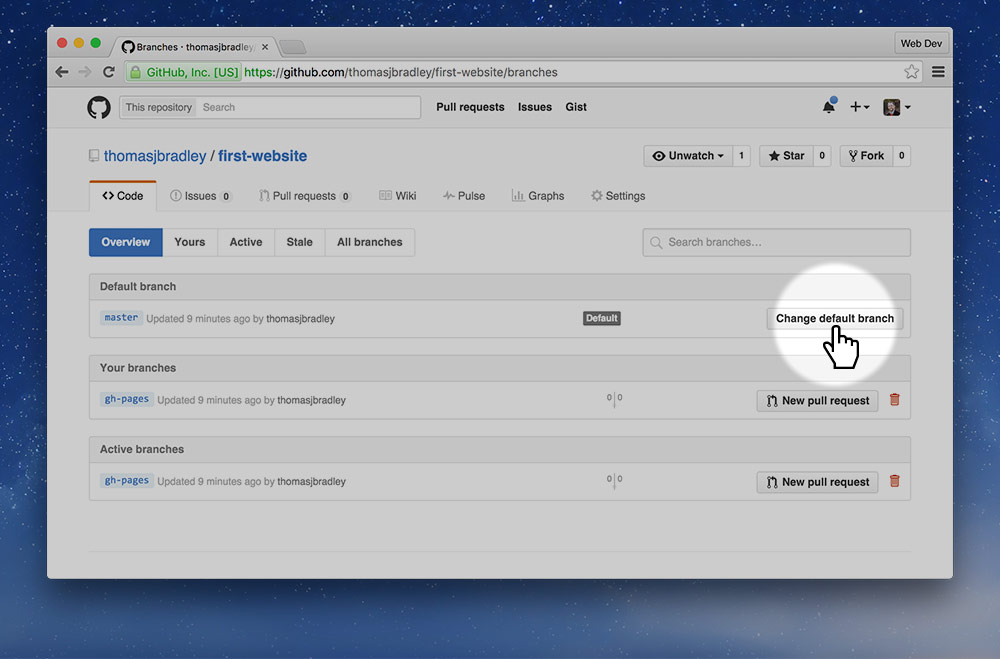 Branches · thomasjbradley/
Web Dev
GitHub, Inc. [US] https://github.com/thomasjbradley/first-website/branches
This repository Search Pull requests Issues Gist
thomasjbradley / first-website Unwatch 1 Star 0 Fork 0
Code Issues 0 Pull requests 0 Wiki Pulse Graphs Settings
Overview Yours Active Stale All branches Search branches...
Default branch
master Updated 9 minutes ago by thomasjbradley Default Change default branch
Your branches
gh-pages Updated 9 minutes ago by thomasjbradley 0 0 New pull request
Active branches
gh-pages Updated 9 minutes ago by thomasjbradley 0 0 New pull request